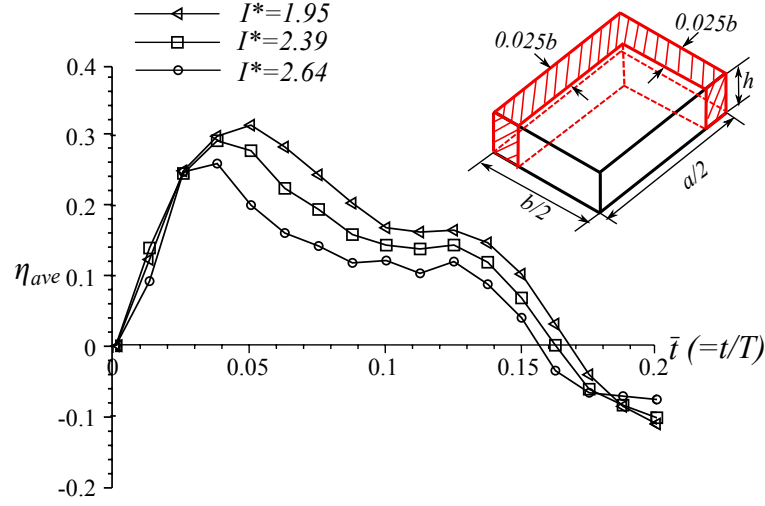 I*=1.95
I*=2.39
I*=2.64
0.025b
0.025b
h
a/2
b/2
0.4
0.3
0.2
0.1
0
-0.1
-0.2
η_ave
0
0.05
0.1
0.15
0.2
t̄ (=t/T)